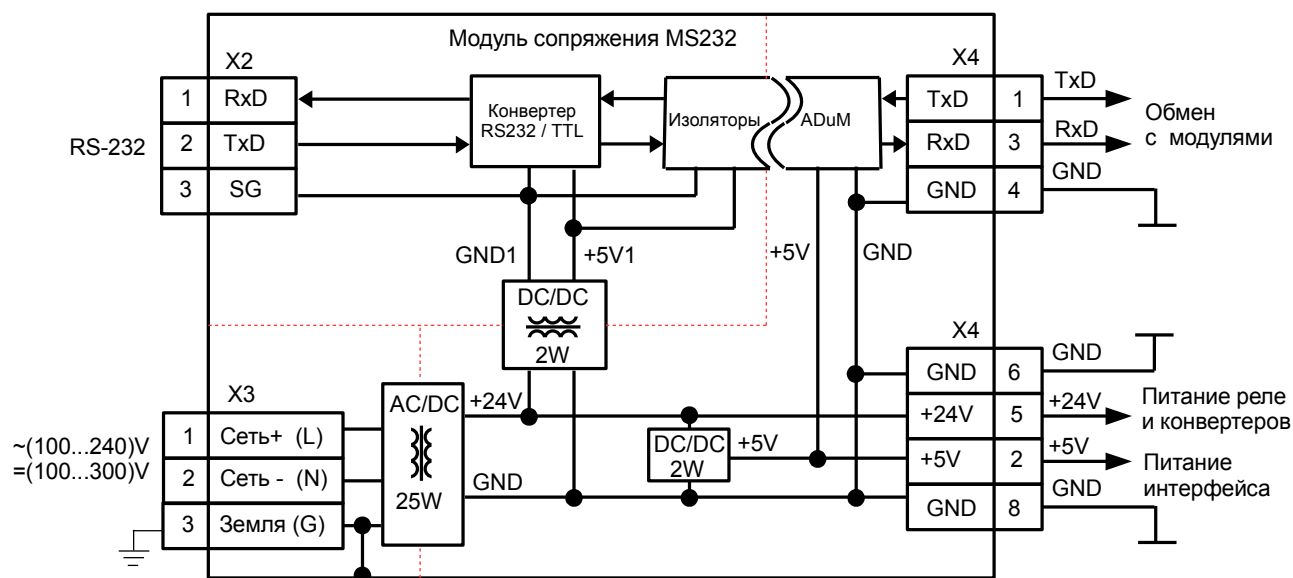 Модуль сопряжения MS232
X2
X4
1 RxD
TxD 1 TxD
Конвертер
RS232 / TTL
Изоляторы
ADuM
Обмен
с модулями
RS-232
2 TxD
RxD 3 RxD
3 SG
GND 4 GND
GND1
+5V1
+5V
GND
DC/DC
2W
X4
GND 6 GND
X3
AC/DC
25W
+24V
+24V 5 +24V
Питание реле
и конвертеров
~(100...240)V
=(100...300)V
1 Сеть+ (L)
DC/DC
2W
+5V
+5V 2 +5V
Питание
интерфейса
2 Сеть - (N)
GND
GND 8 GND
3 Земля (G)